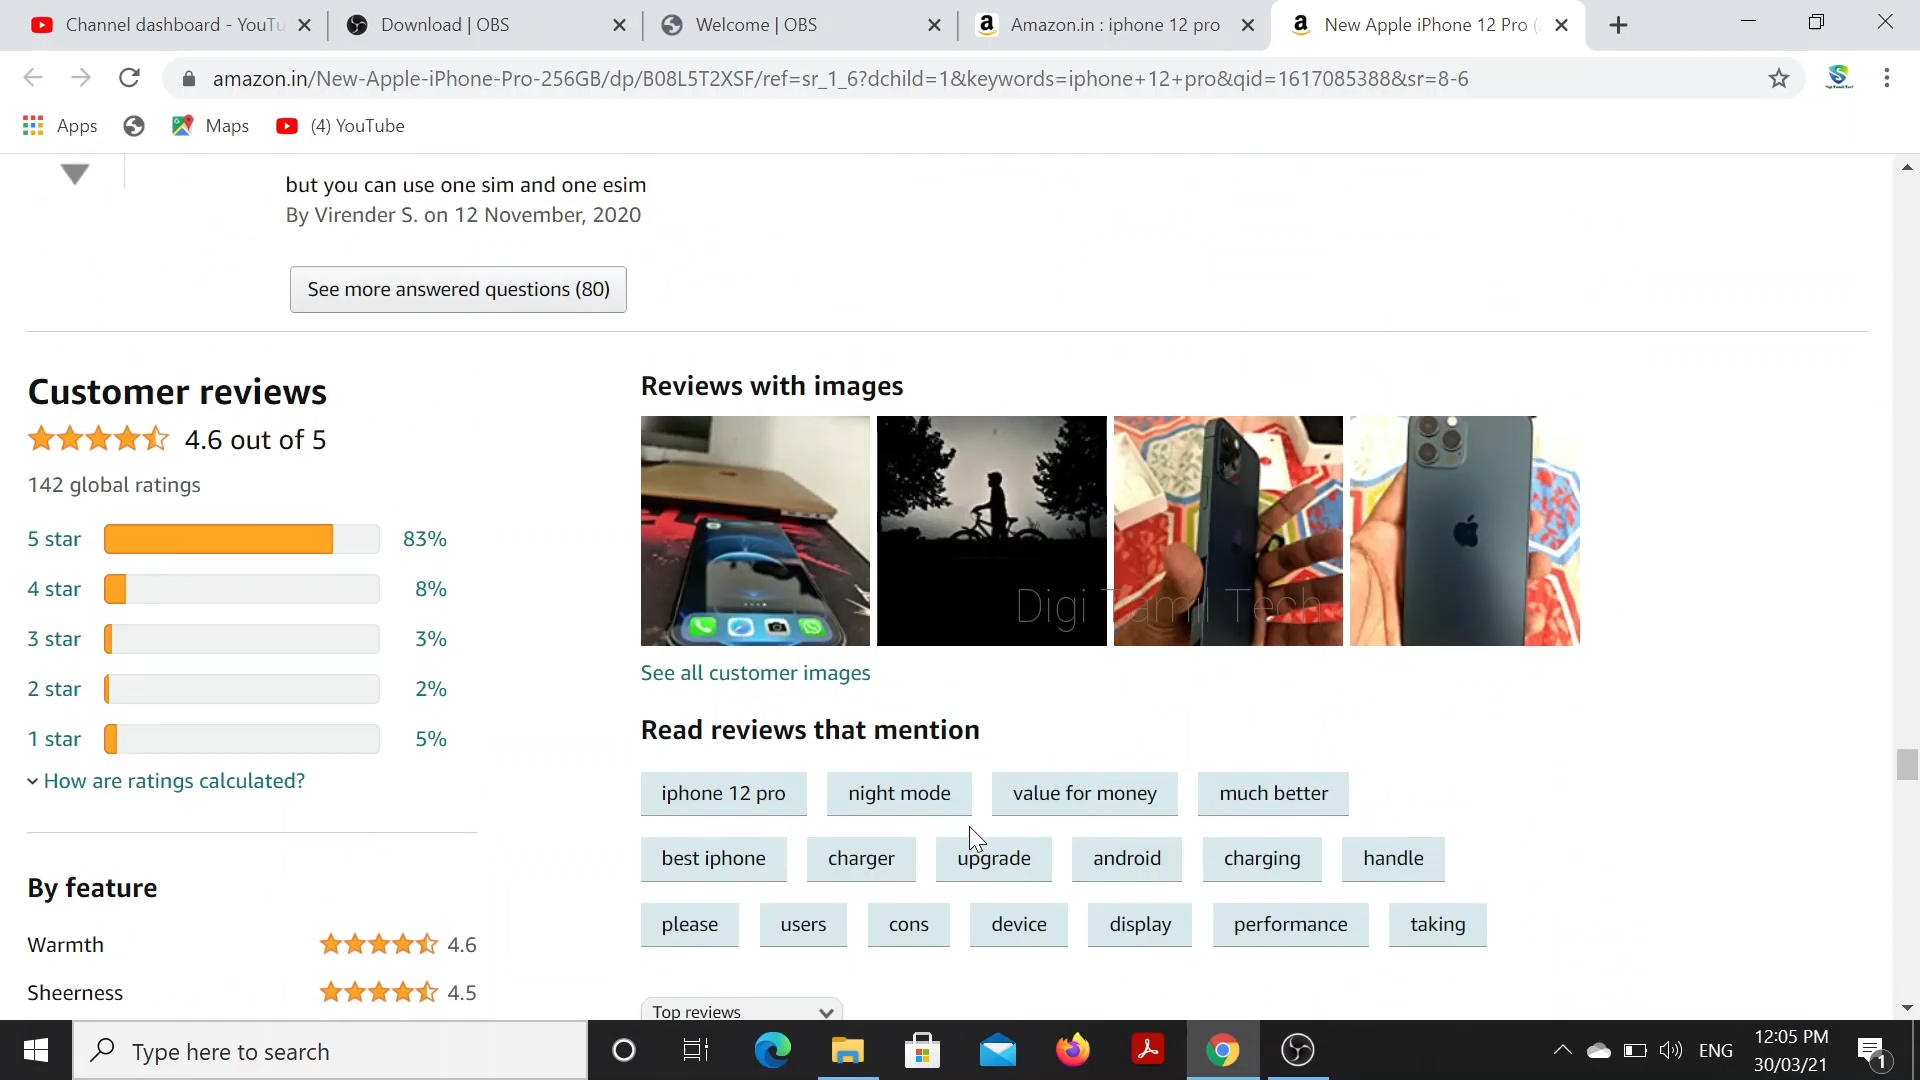 Channel dashboard - YouTu
Download | OBS
Welcome | OBS
Amazon.in : iphone 12 pro
New Apple iPhone 12 Pro (
amazon.in/New-Apple-iPhone-Pro-256GB/dp/B08L5T2XSF/ref=sr_1_6?dchild=1&keywords=iphone+12+pro&qid=1617085388&sr=8-6
Apps
Maps
(4) YouTube
but you can use one sim and one esim
By Virender S. on 12 November, 2020
See more answered questions (80)
Customer reviews
4.6 out of 5
142 global ratings
5 star 83%
4 star 8%
3 star 3%
2 star 2%
1 star 5%
How are ratings calculated?
By feature
Warmth 4.6
Sheerness 4.5
Reviews with images
Digi Tamil Tech
See all customer images
Read reviews that mention
iphone 12 pro night mode value for money much better
best iphone charger upgrade android charging handle
please users cons device display performance taking
Top reviews
Type here to search
ENG
12:05 PM
30/03/21
1